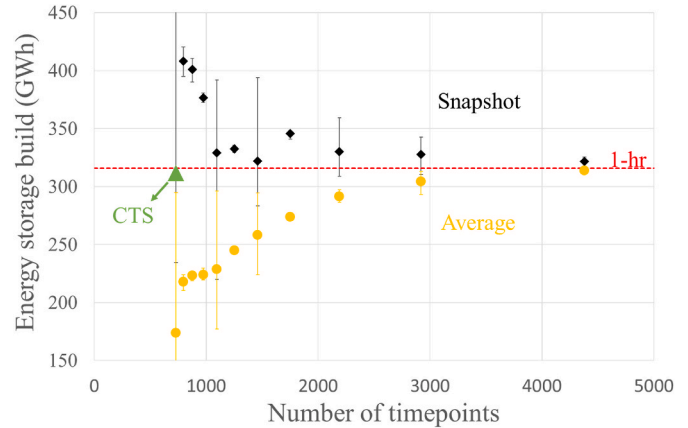 Energy storage build (GWh)
450
400
350
300
250
200
150
Snapshot
1-hr
CTS
Average
0
1000
2000
3000
4000
5000
Number of timepoints